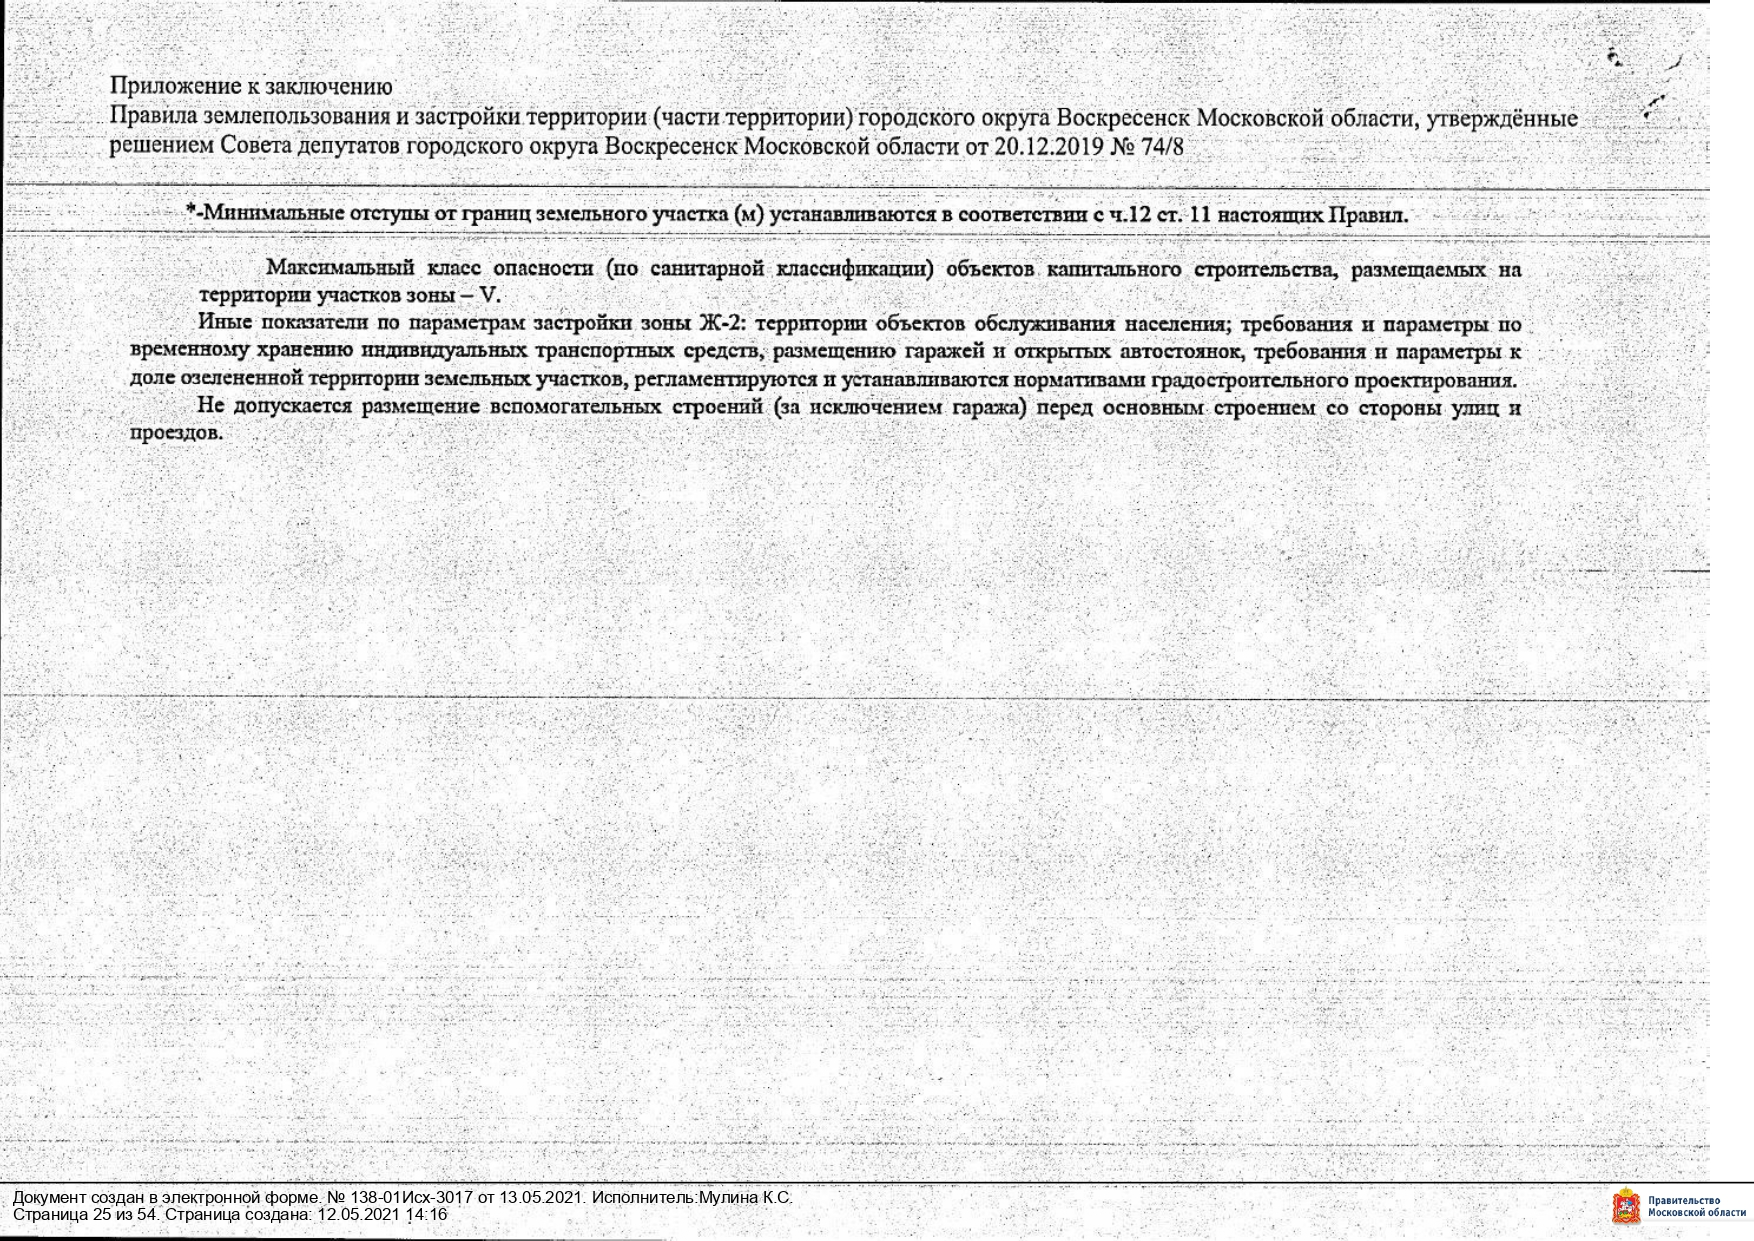 Приложение к заключению
Правила землепользования и застройки территории (части территории) городского округа Воскресенск Московской области, утверждённые
решением Совета депутатов городского округа Воскресенск Московской области от 20.12.2019 № 74/8
*-Минимальные отступы от границ земельного участка (м) устанавливаются в соответствии с ч.12 ст. 11 настоящих Правил.
Максимальный класс опасности (по санитарной классификации) объектов капитального строительства, размещаемых на
территории участков зоны – V.
Иные показатели по параметрам застройки зоны Ж-2: территории объектов обслуживания населения; требования и параметры по
временному хранению индивидуальных транспортных средств, размещению гаражей и открытых автостоянок, требования и параметры к
доле озелененной территории земельных участков, регламентируются и устанавливаются нормативами градостроительного проектирования.
Не допускается размещение вспомогательных строений (за исключением гаража) перед основным строением со стороны улиц и
проездов.
Документ создан в электронной форме. № 138-01Исх-3017 от 13.05.2021. Исполнитель:Мулина К.С.
Страница 25 из 54. Страница создана: 12.05.2021 14:16
Правительство
Московской области